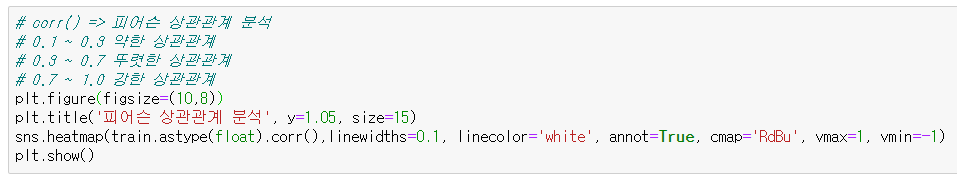 # corr() => 피어슨 상관관계 분석
# 0.1 ~ 0.3 약한 상관관계
# 0.3 ~ 0.7 뚜렷한 상관관계
# 0.7 ~ 1.0 강한 상관관계
plt.figure(figsize=(10,8))
plt.title('피어슨 상관관계 분석', y=1.05, size=15)
sns.heatmap(train.astype(float).corr(),linewidths=0.1, linecolor='white', annot=True, cmap='RdBu', vmax=1, vmin=-1)
plt.show()